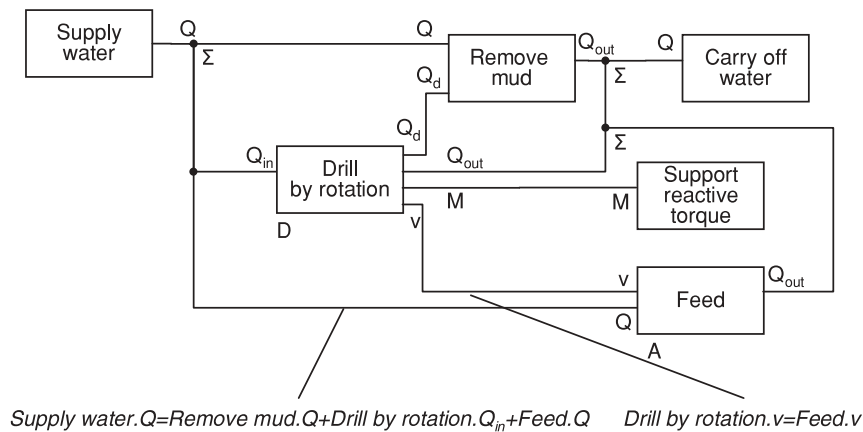 Supply
water
Q
Σ
Q
Q_d
Remove
mud
Q_out
Σ
Q
Carry off
water
Q_d
Q_in
Drill
by rotation
D
Q_out
M
v
Σ
M
Support
reactive
torque
v
Q
Feed
Q_out
A
Supply water.Q=Remove mud.Q+Drill by rotation.Q_in+Feed.Q
Drill by rotation.v=Feed.v